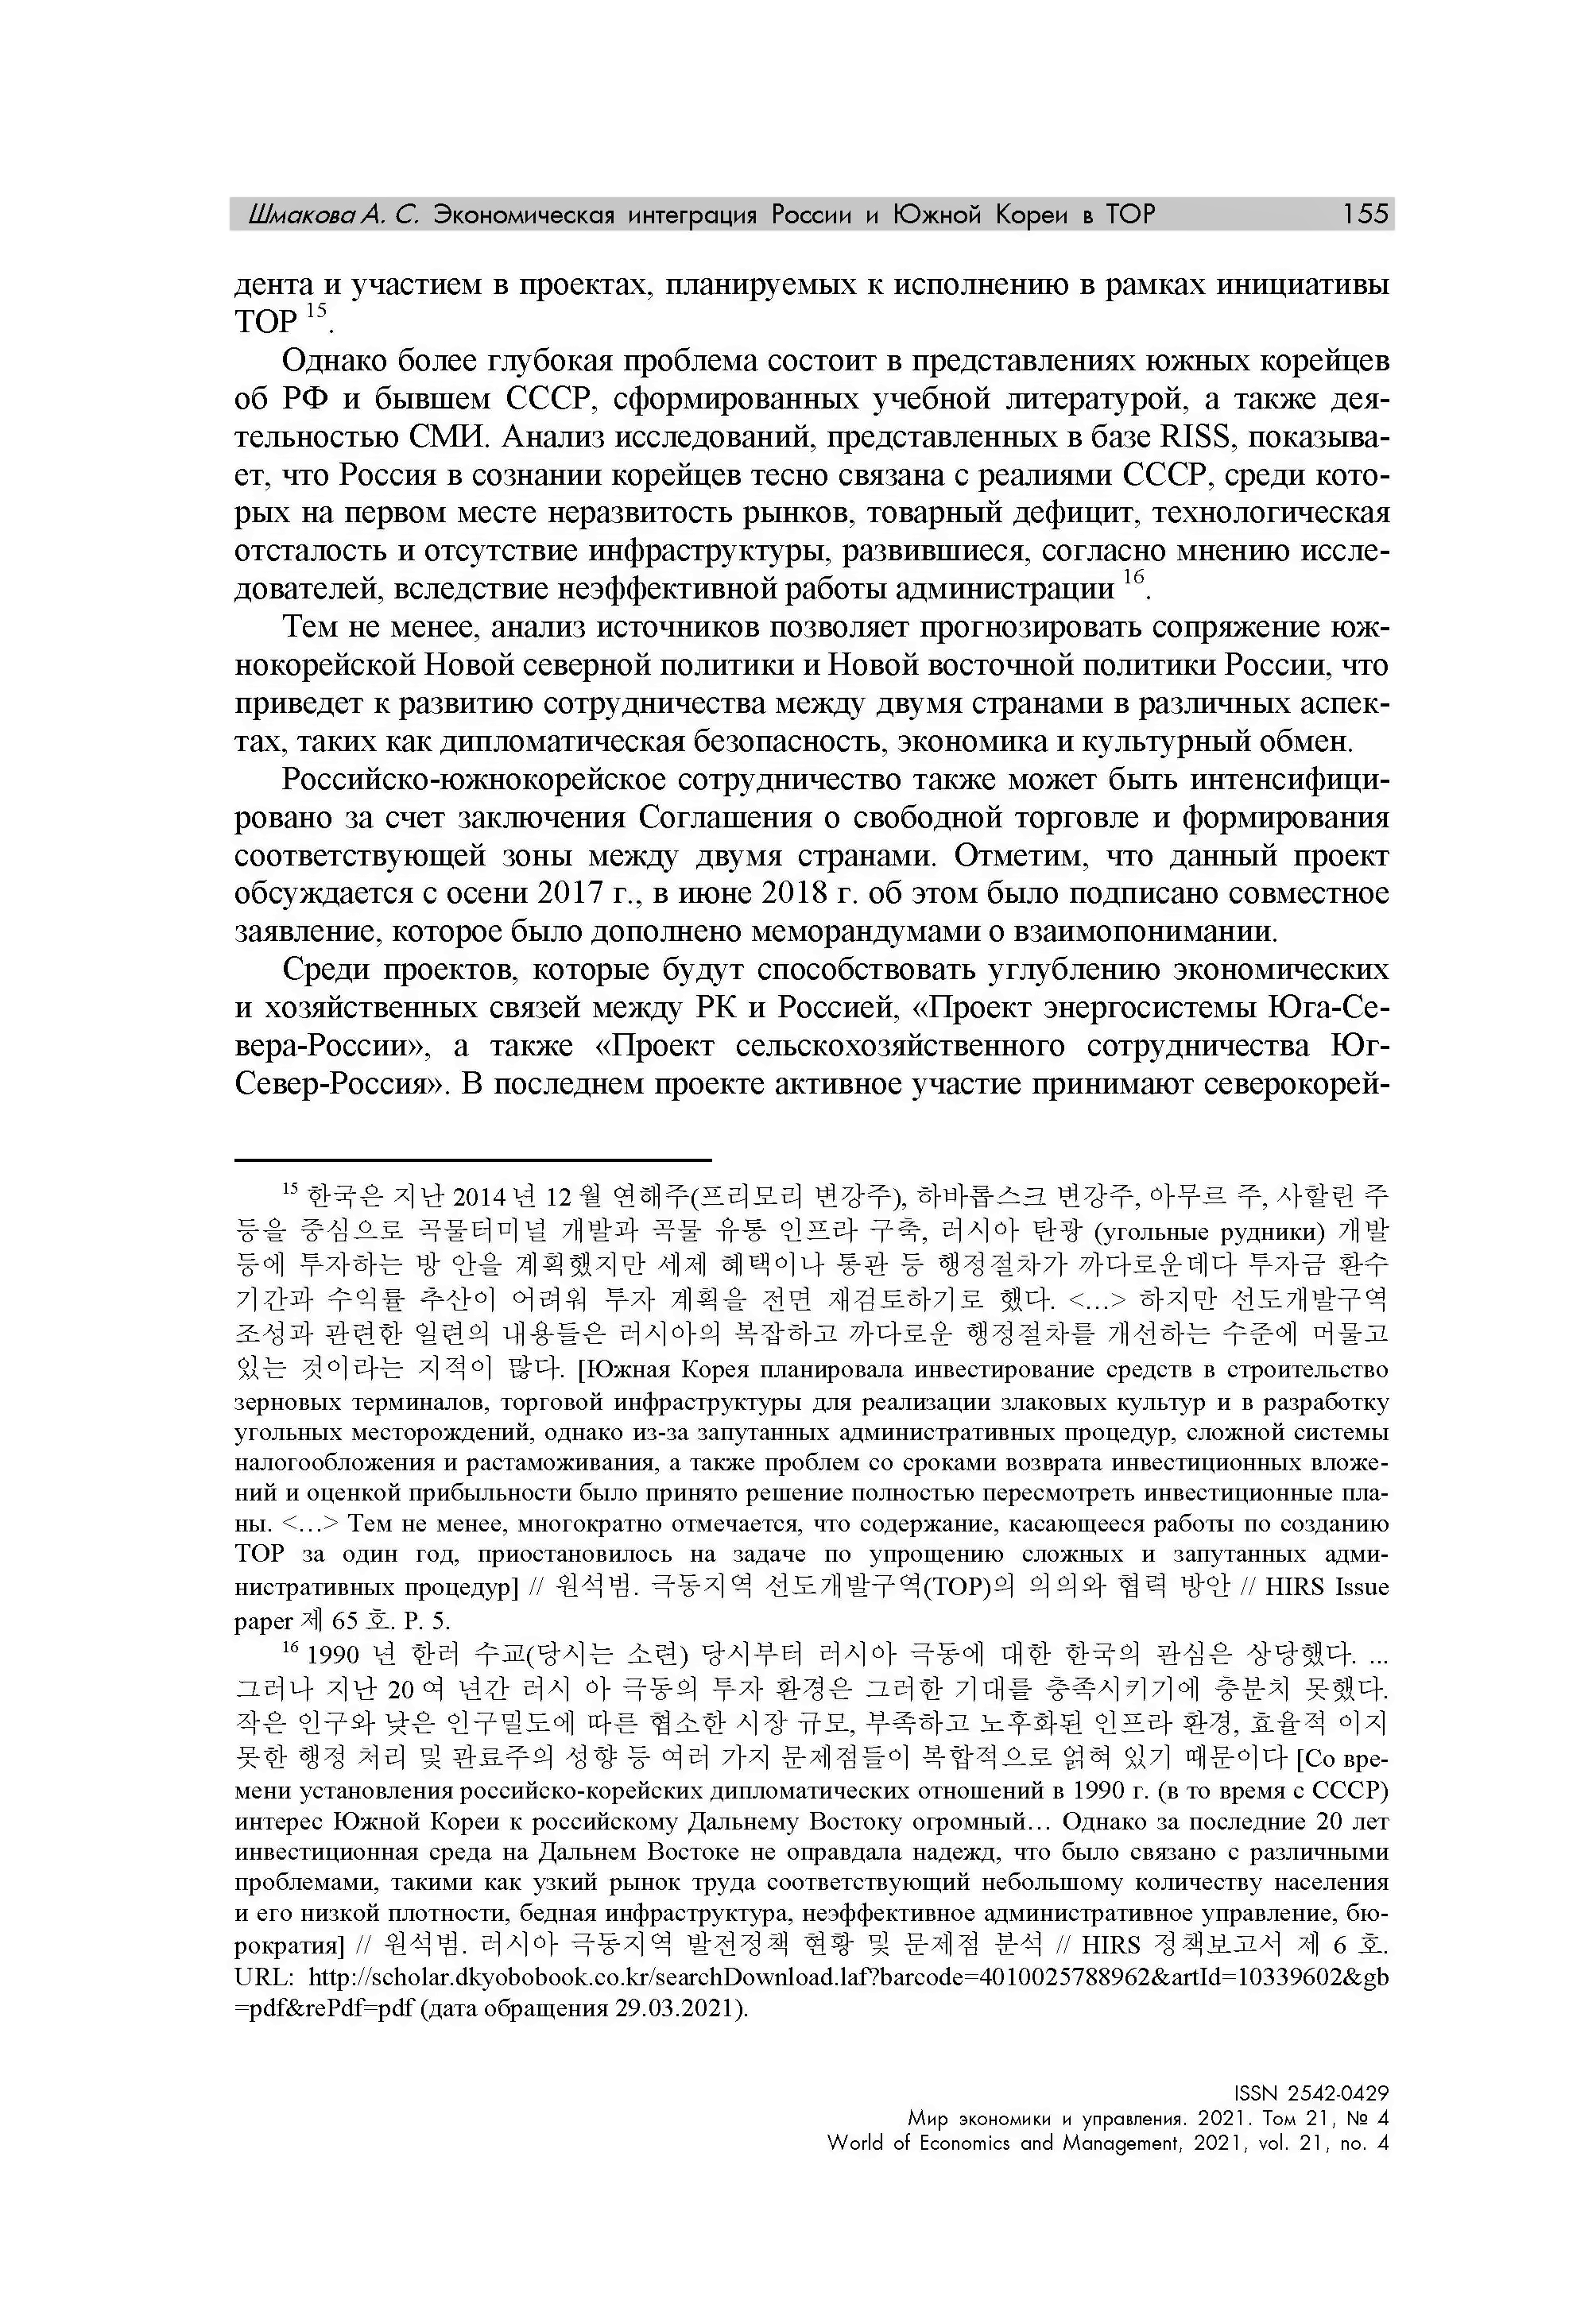 Шмакова А. С. Экономическая интеграция России и Южной Кореи в ТОР 155
дента и участием в проектах, планируемых к исполнению в рамках инициативы
ТОР 15.
Однако более глубокая проблема состоит в представлениях южных корейцев
об РФ и бывшем СССР, сформированных учебной литературой, а также дея-
тельностью СМИ. Анализ исследований, представленных в базе RISS, показыва-
ет, что Россия в сознании корейцев тесно связана с реалиями СССР, среди кото-
рых на первом месте неразвитость рынков, товарный дефицит, технологическая
отсталость и отсутствие инфраструктуры, развившиеся, согласно мнению иссле-
дователей, вследствие неэффективной работы администрации 16.
Тем не менее, анализ источников позволяет прогнозировать сопряжение юж-
нокорейской Новой северной политики и Новой восточной политики России, что
приведет к развитию сотрудничества между двумя странами в различных аспек-
тах, таких как дипломатическая безопасность, экономика и культурный обмен.
Российско-южнокорейское сотрудничество также может быть интенсифици-
ровано за счет заключения Соглашения о свободной торговле и формирования
соответствующей зоны между двумя странами. Отметим, что данный проект
обсуждается с осени 2017 г., в июне 2018 г. об этом было подписано совместное
заявление, которое было дополнено меморандумами о взаимопонимании.
Среди проектов, которые будут способствовать углублению экономических
и хозяйственных связей между РК и Россией, «Проект энергосистемы Юга-Се-
вера-России», а также «Проект сельскохозяйственного сотрудничества Юг-
Север-Россия». В последнем проекте активное участие принимают северокорей-
15 한국은 지난 2014 년 12 월 연해주(프리모리 변강주), 하바롭스크 변강주, 아무르 주, 사할린 주
등을 중심으로 곡물터미널 개발과 곡물 유통 인프라 구축, 러시아 탄광 (угольные рудники) 개발
등에 투자하는 방 안을 계획했지만 세제 혜택이나 통관 등 행정절차가 까다로운데다 투자금 환수
기간과 수익률 추산이 어려워 투자 계획을 전면 재검토하기로 했다. <…> 하지만 선도개발구역
조성과 관련한 일련의 내용들은 러시아의 복잡하고 까다로운 행정절차를 개선하는 수준에 머물고
있는 것이라는 지적이 많다. [Южная Корея планировала инвестирование средств в строительство
зерновых терминалов, торговой инфраструктуры для реализации злаковых культур и в разработку
угольных месторождений, однако из-за запутанных административных процедур, сложной системы
налогообложения и растаможивания, а также проблем со сроками возврата инвестиционных вложе-
ний и оценкой прибыльности было принято решение полностью пересмотреть инвестиционные пла-
ны. <…> Тем не менее, многократно отмечается, что содержание, касающееся работы по созданию
ТОР за один год, приостановилось на задаче по упрощению сложных и запутанных адми-
нистративных процедур] // 원석범. 극동지역 선도개발구역(TOP)의 의의와 협력 방안 // HIRS Issue
paper 제 65 호. P. 5.
16 1990 년 한러 수교(당시는 소련) 당시부터 러시아 극동에 대한 한국의 관심은 상당했다. ...
그러나 지난 20 여 년간 러시 아 극동의 투자 환경은 그러한 기대를 충족시키기에 충분치 못했다.
작은 인구와 낮은 인구밀도에 따른 협소한 시장 규모, 부족하고 노후화된 인프라 환경, 효율적 이지
못한 행정 처리 및 관료주의 성향 등 여러 가지 문제점들이 복합적으로 얽혀 있기 때문이다 [Со вре-
мени установления российско-корейских дипломатических отношений в 1990 г. (в то время с СССР)
интерес Южной Кореи к российскому Дальнему Востоку огромный… Однако за последние 20 лет
инвестиционная среда на Дальнем Востоке не оправдала надежд, что было связано с различными
проблемами, такими как узкий рынок труда соответствующий небольшому количеству населения
и его низкой плотности, бедная инфраструктура, неэффективное административное управление, бю-
рократия] // 원석범. 러시아 극동지역 발전정책 현황 및 문제점 분석 // HIRS 정책보고서 제 6 호.
URL: http://scholar.dkyobobook.co.kr/searchDownload.laf?barcode=4010025788962&artId=10339602&gb
=pdf&rePdf=pdf (дата обращения 29.03.2021).
ISSN 2542-0429
Мир экономики и управления. 2021. Том 21, № 4
World of Economics and Management, 2021, vol. 21, no. 4